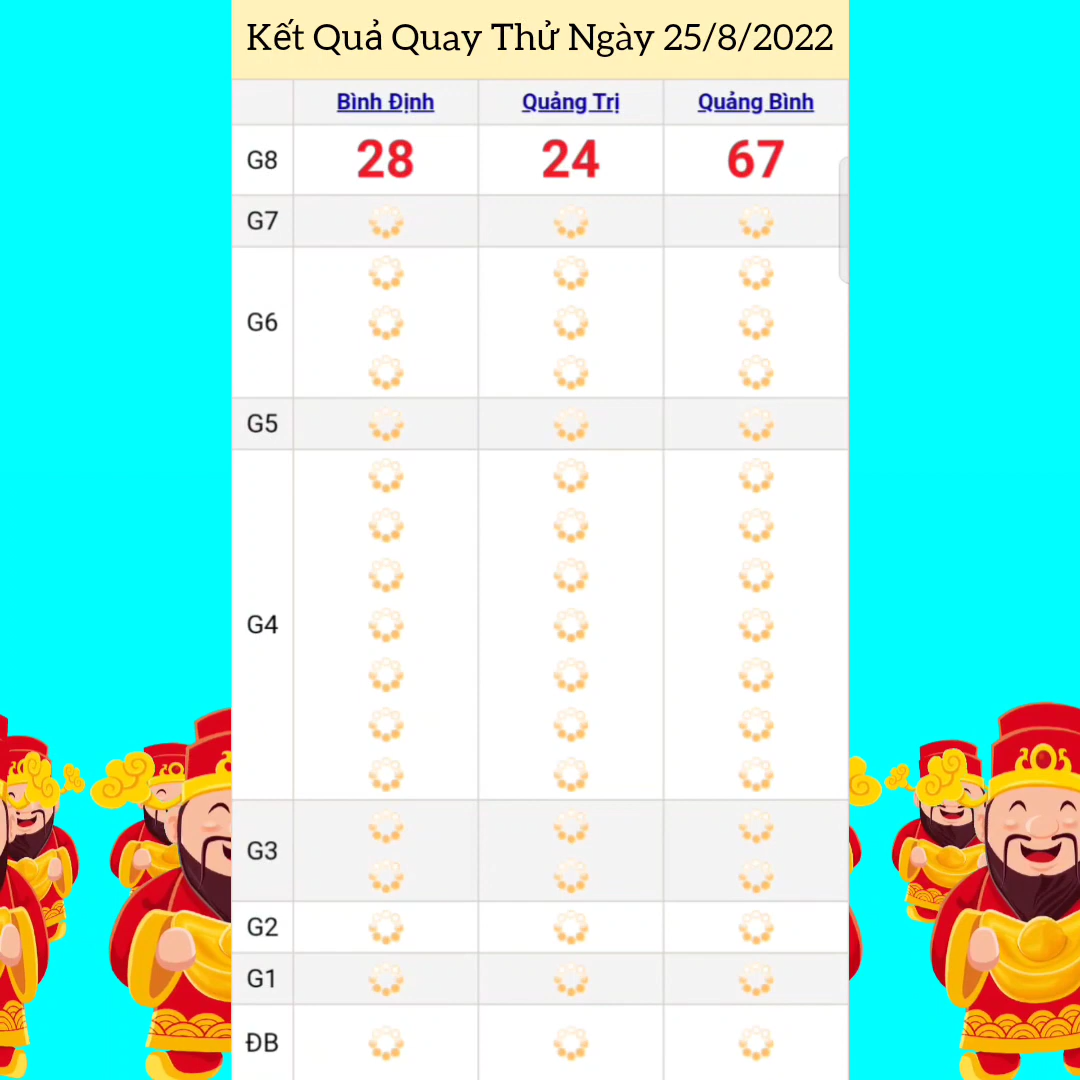 Kết Quả Quay Thử Ngày 25/8/2022
Bình Định Quảng Trị Quảng Bình
G8 28 24 67
G7
G6
G5
G4
G3
G2
G1
ĐB